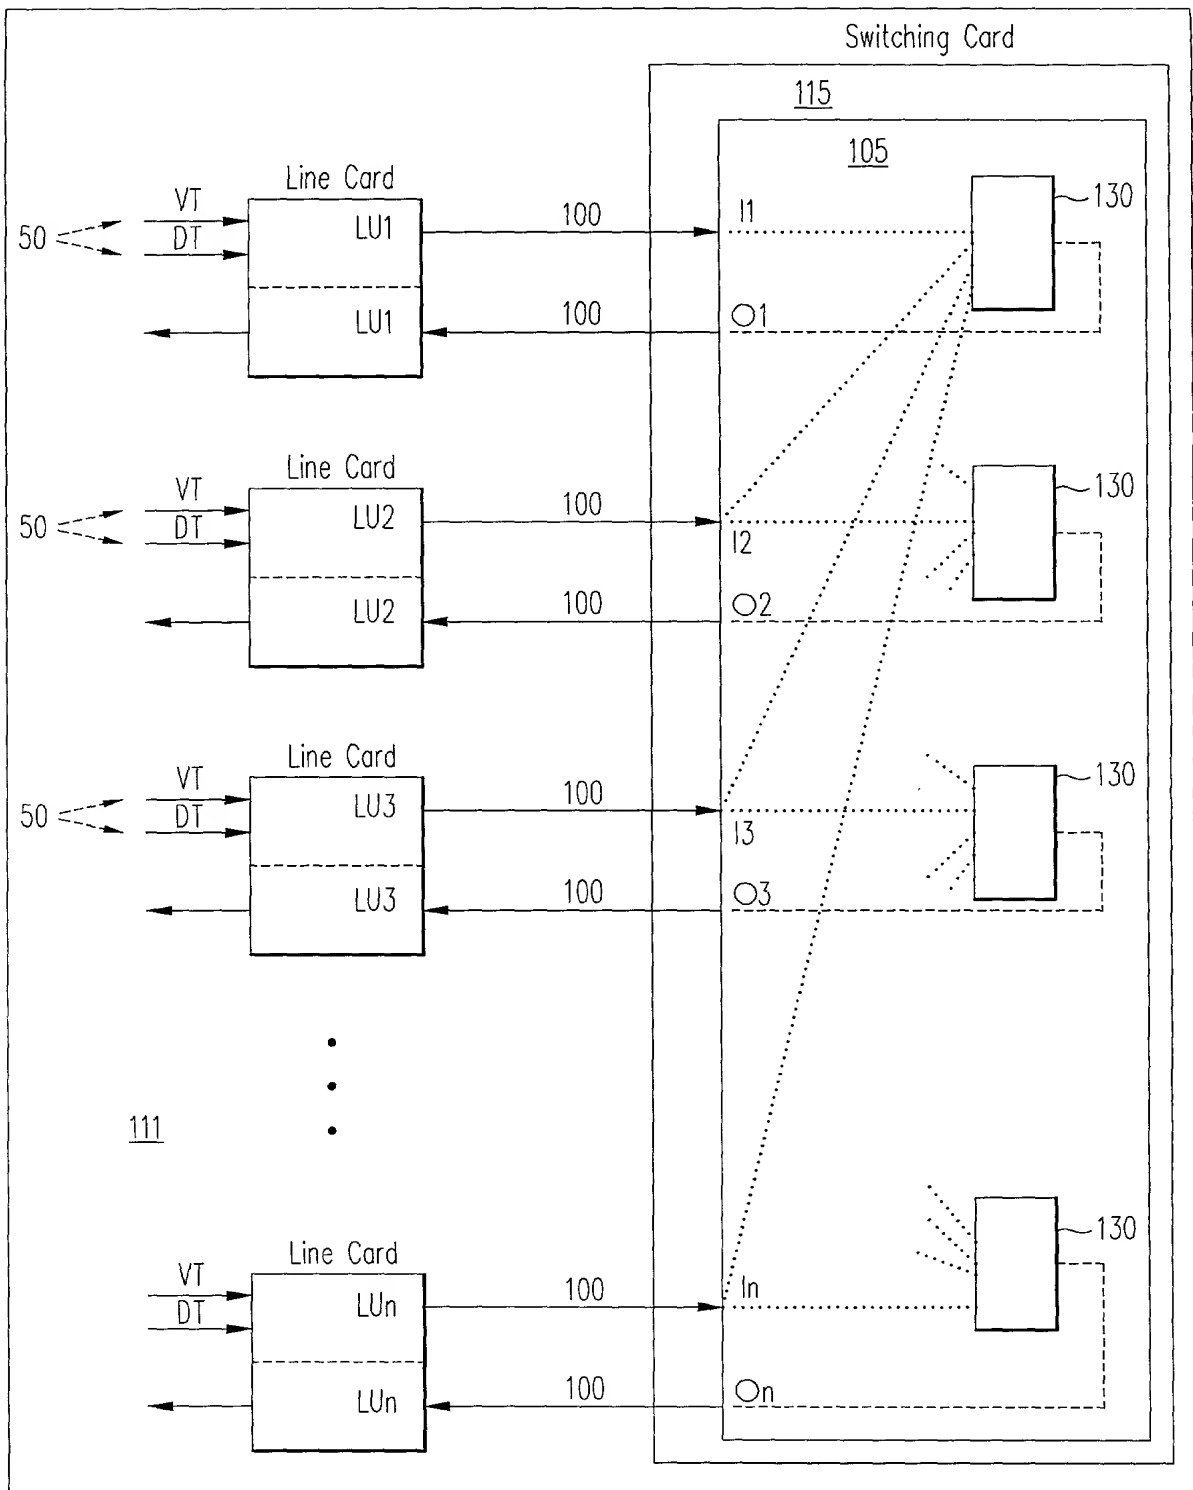 Switching Card
115
105
Line Card
50
VT
DT
LU1
100
I1
130
LU1
100
O1
Line Card
50
VT
DT
LU2
100
I2
130
LU2
100
O2
Line Card
50
VT
DT
LU3
100
I3
130
LU3
100
O3
111
Line Card
VT
DT
LUn
100
In
130
LUn
100
On